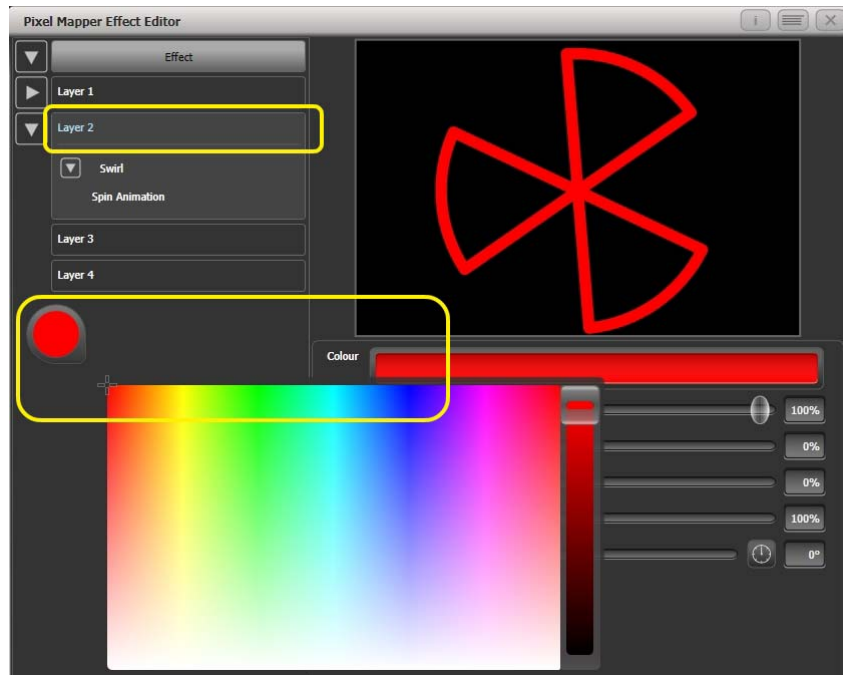 Pixel Mapper Effect Editor
i
Effect
Layer 1
Layer 2
Swirl
Spin Animation
Layer 3
Layer 4
Colour
100%
0%
0%
100%
0°